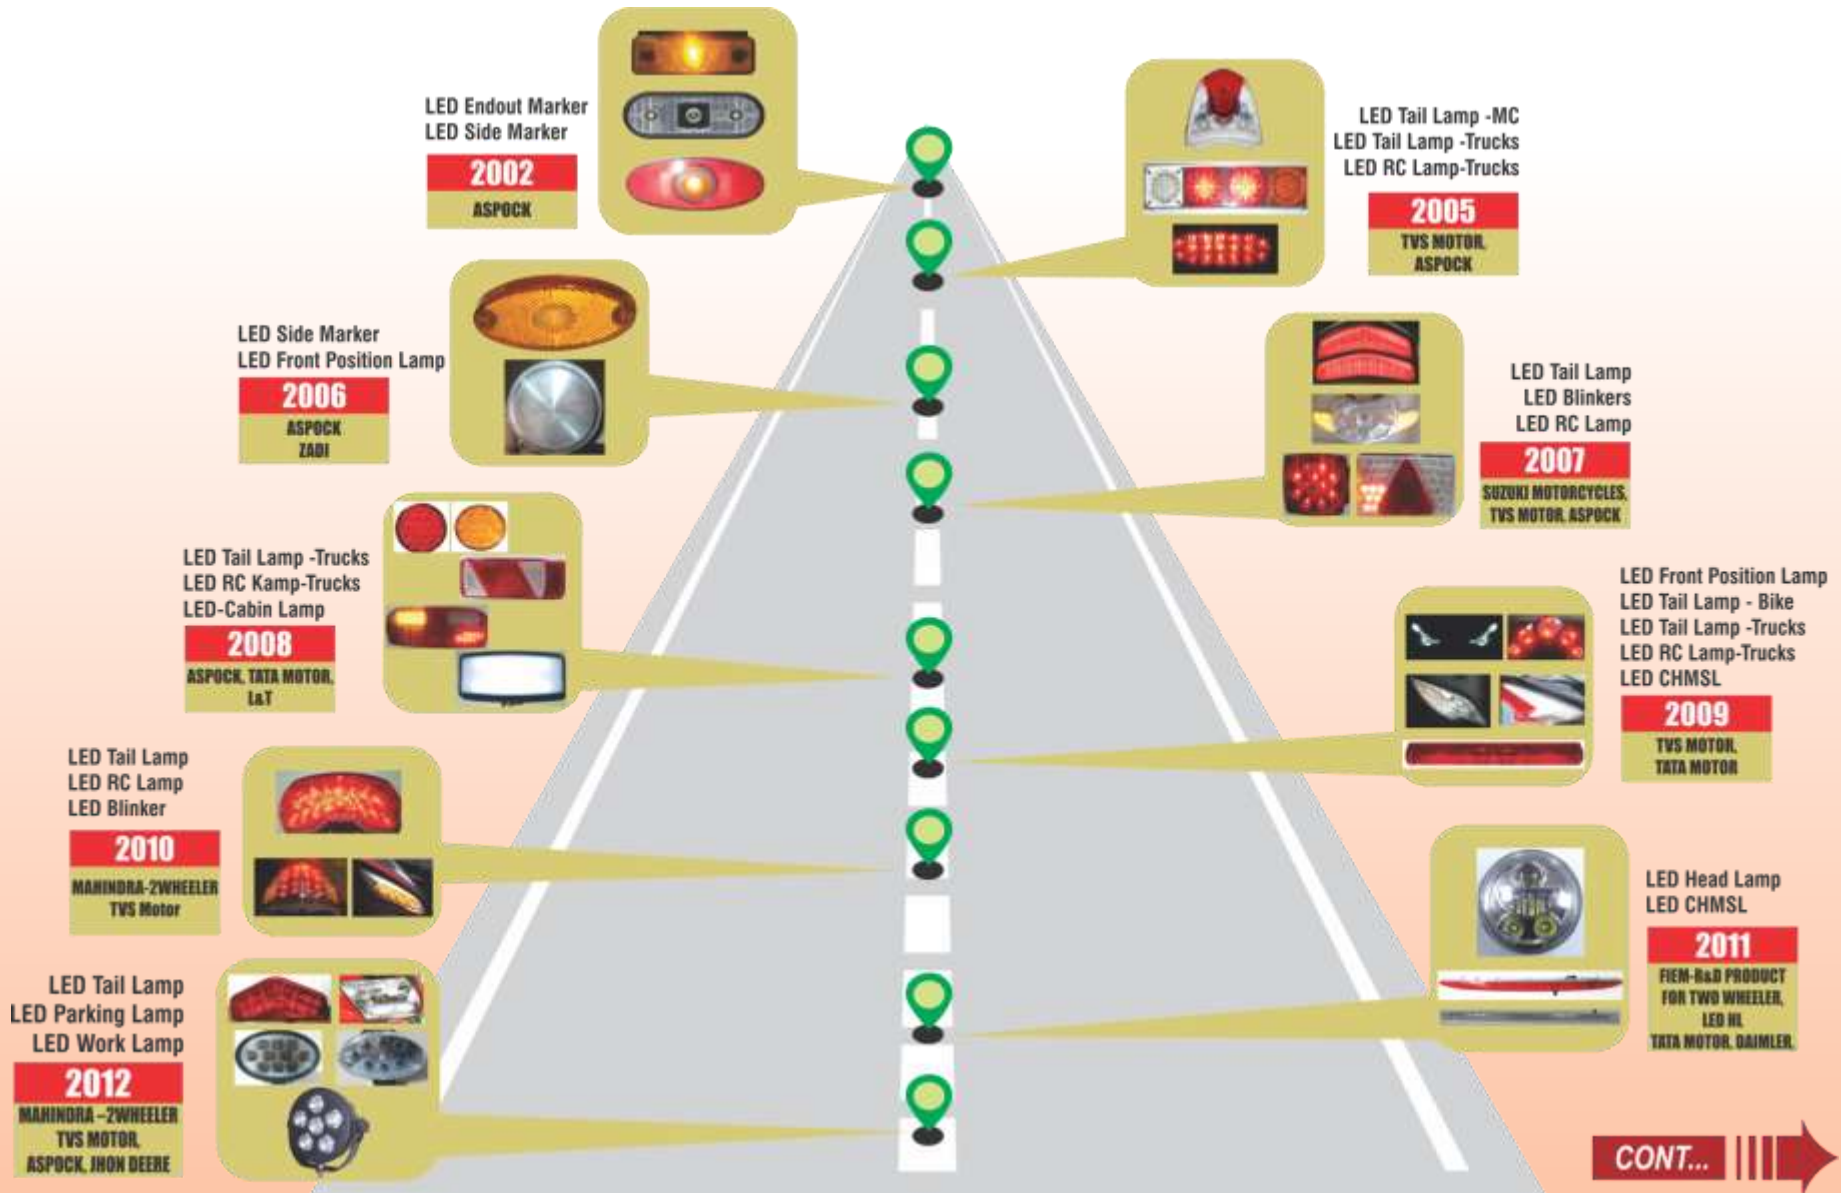 LED Endout Marker
LED Side Marker
2002
ASPOCK
LED Tail Lamp -MC
LED Tail Lamp -Trucks
LED RC Lamp-Trucks
2005
TVS MOTOR,
ASPOCK
LED Side Marker
LED Front Position Lamp
2006
ASPOCK
ZADI
LED Tail Lamp
LED Blinkers
LED RC Lamp
2007
SUZUKI MOTORCYCLES,
TVS MOTOR, ASPOCK
LED Tail Lamp -Trucks
LED RC Kamp-Trucks
LED-Cabin Lamp
2008
ASPOCK, TATA MOTOR,
L&T
LED Front Position Lamp
LED Tail Lamp - Bike
LED Tail Lamp -Trucks
LED RC Lamp-Trucks
LED CHMSL
2009
TVS MOTOR,
TATA MOTOR
LED Tail Lamp
LED RC Lamp
LED Blinker
2010
MAHINDRA-2WHEELER
TVS Motor
LED Head Lamp
LED CHMSL
2011
FIEM-R&D PRODUCT
FOR TWO WHEELER,
LED HL
TATA MOTOR, DAIMLER,
LED Tail Lamp
LED Parking Lamp
LED Work Lamp
2012
MAHINDRA –2WHEELER
TVS MOTOR,
ASPOCK, JHON DEERE
CONT...